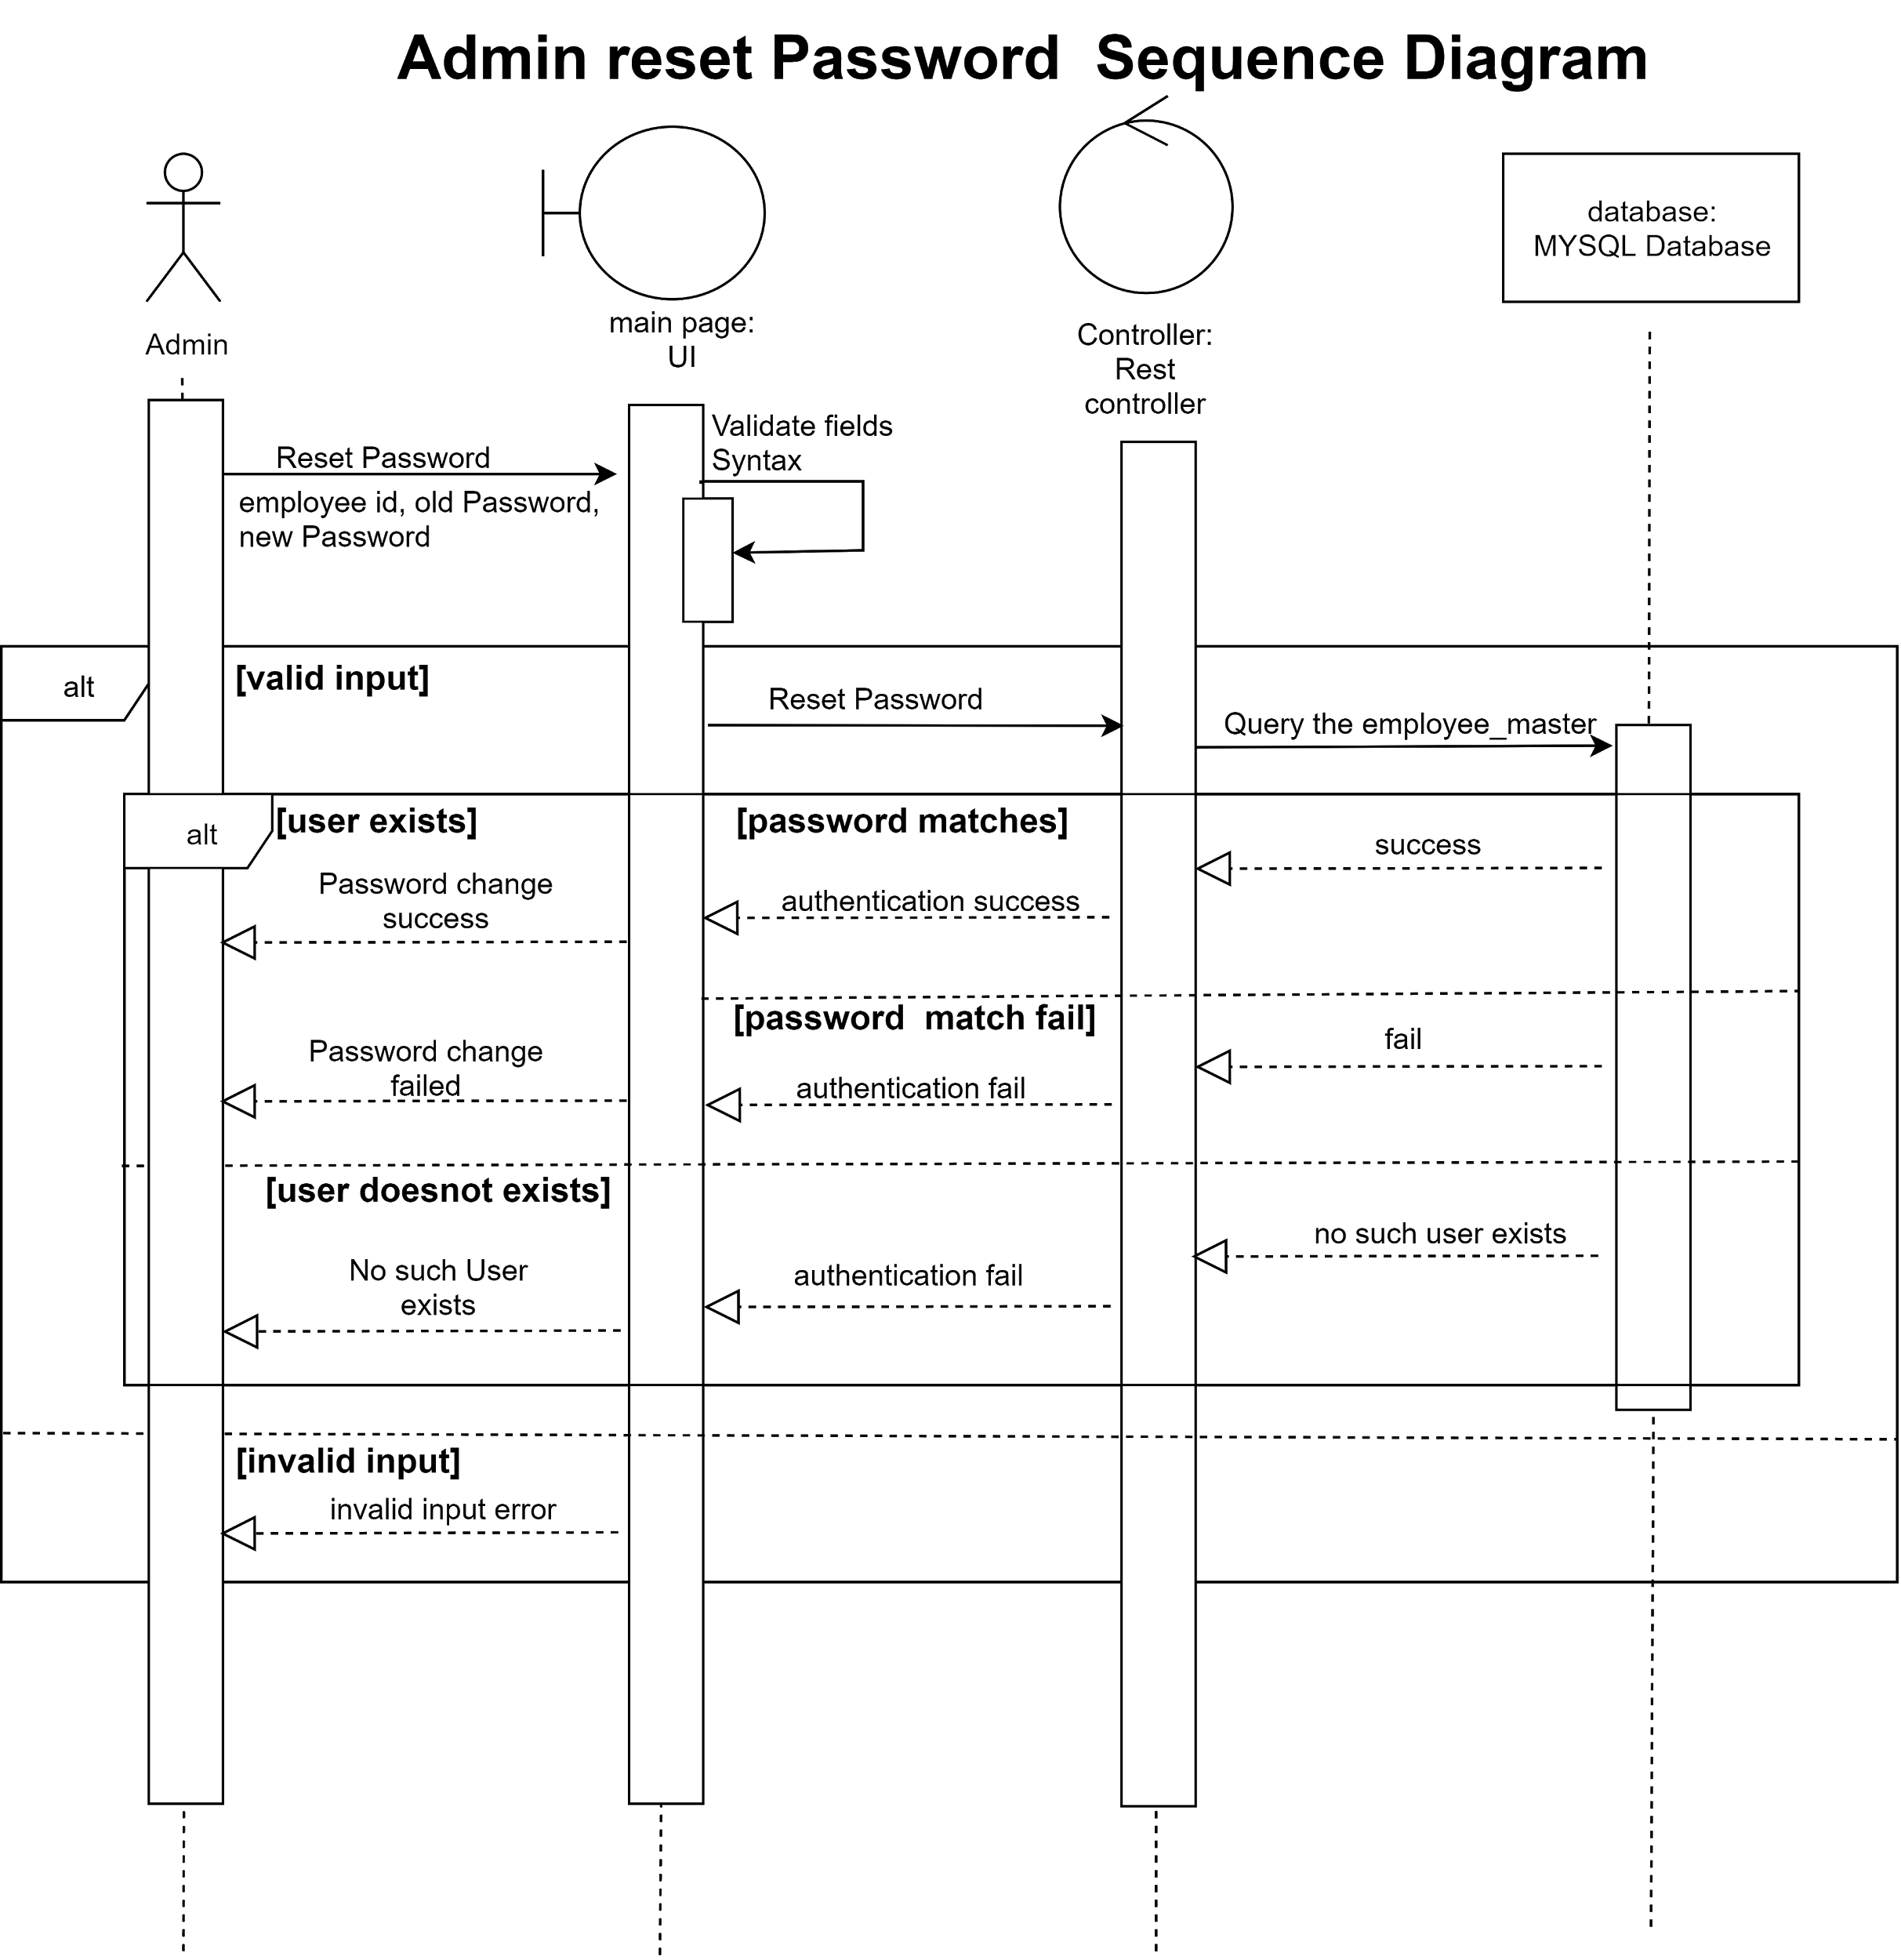 Admin reset Password  Sequence Diagram
Admin
main page:
UI
Controller:
Rest
controller
database:
MYSQL Database
Reset Password
employee id, old Password,
new Password
Validate fields
Syntax
alt
[valid input]
Reset Password
Query the employee_master
alt
[user exists]
[password matches]
success
authentication success
Password change
success
[password  match fail]
fail
authentication fail
Password change
failed
[user doesnot exists]
no such user exists
authentication fail
No such User
exists
[invalid input]
invalid input error